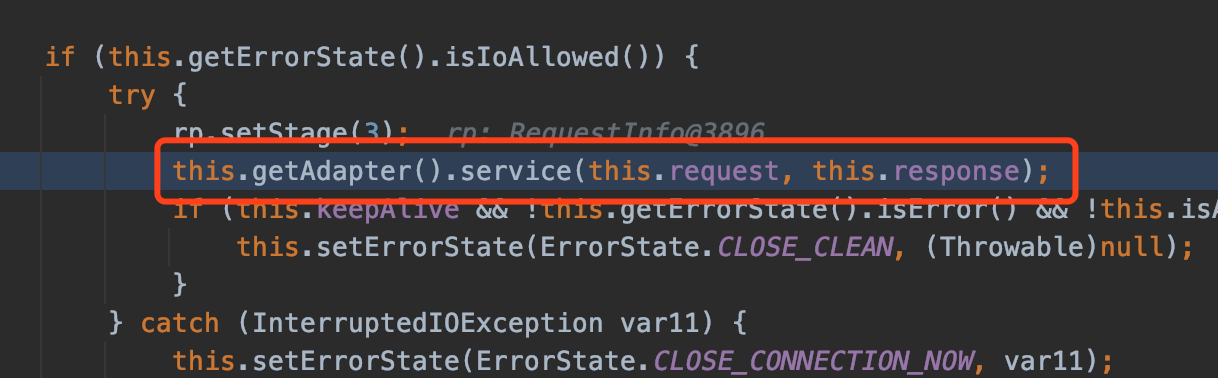 if (this.getErrorState().isIoAllowed()) {
try {
rp.setStage(3); rp: RequestInfo@3896
this.getAdapter().service(this.request, this.response);
if (this.keepAlive && !this.getErrorState().isError() && !this.isA
this.setErrorState(ErrorState.CLOSE_CLEAN, (Throwable)null);
}
} catch (InterruptedIOException var11) {
this.setErrorState(ErrorState.CLOSE_CONNECTION_NOW, var11);